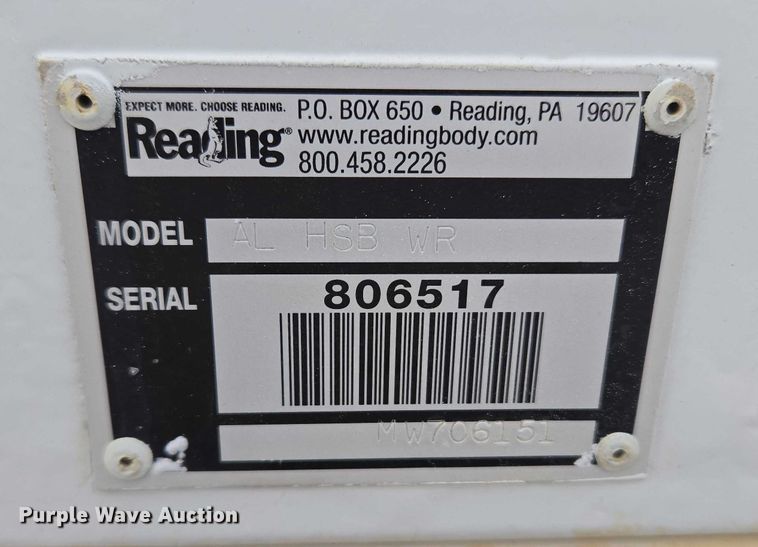 EXPECT MORE. CHOOSE READING.
Reading®
P.O. BOX 650 • Reading, PA 19607
www.readingbody.com
800.458.2226
MODEL AL HSB WR
SERIAL 806517
MW706151
Purple Wave Auction